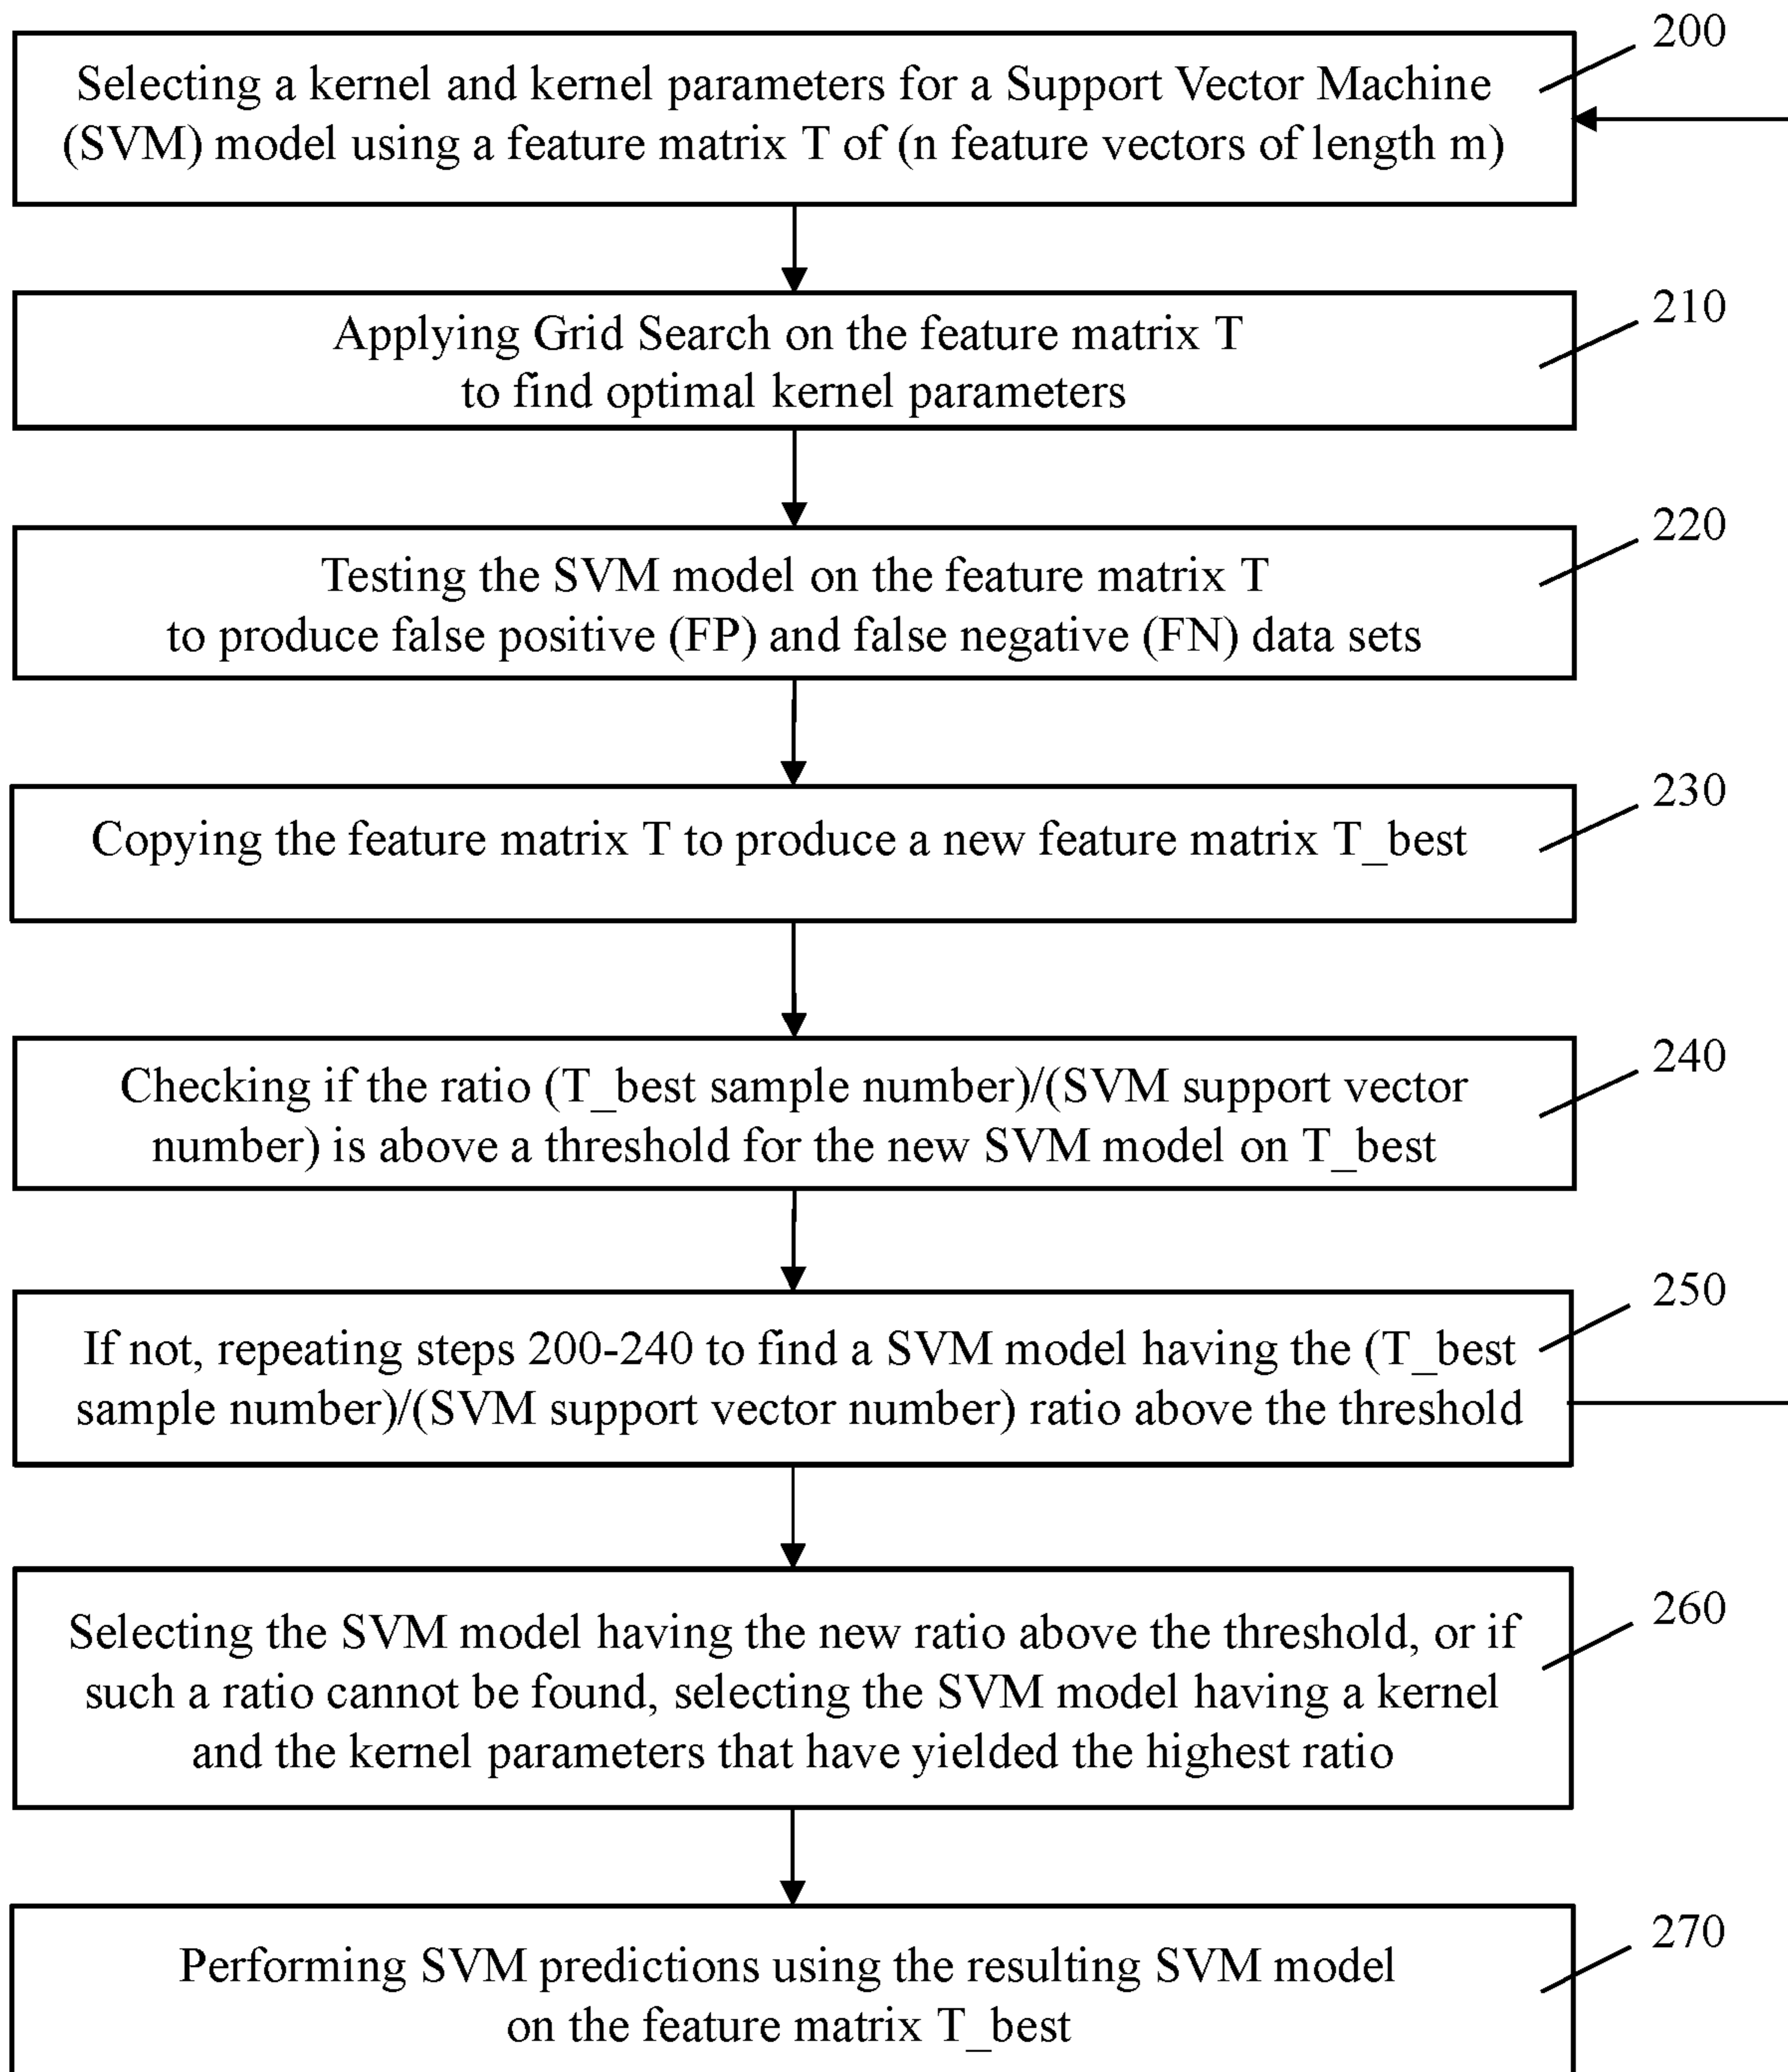 200
Selecting a kernel and kernel parameters for a Support Vector Machine
(SVM) model using a feature matrix T of (n feature vectors of length m)
210
Applying Grid Search on the feature matrix T
to find optimal kernel parameters
220
Testing the SVM model on the feature matrix T
to produce false positive (FP) and false negative (FN) data sets
230
Copying the feature matrix T to produce a new feature matrix T_best
240
Checking if the ratio (T_best sample number)/(SVM support vector
number) is above a threshold for the new SVM model on T_best
250
If not, repeating steps 200-240 to find a SVM model having the (T_best
sample number)/(SVM support vector number) ratio above the threshold
260
Selecting the SVM model having the new ratio above the threshold, or if
such a ratio cannot be found, selecting the SVM model having a kernel
and the kernel parameters that have yielded the highest ratio
270
Performing SVM predictions using the resulting SVM model
on the feature matrix T_best